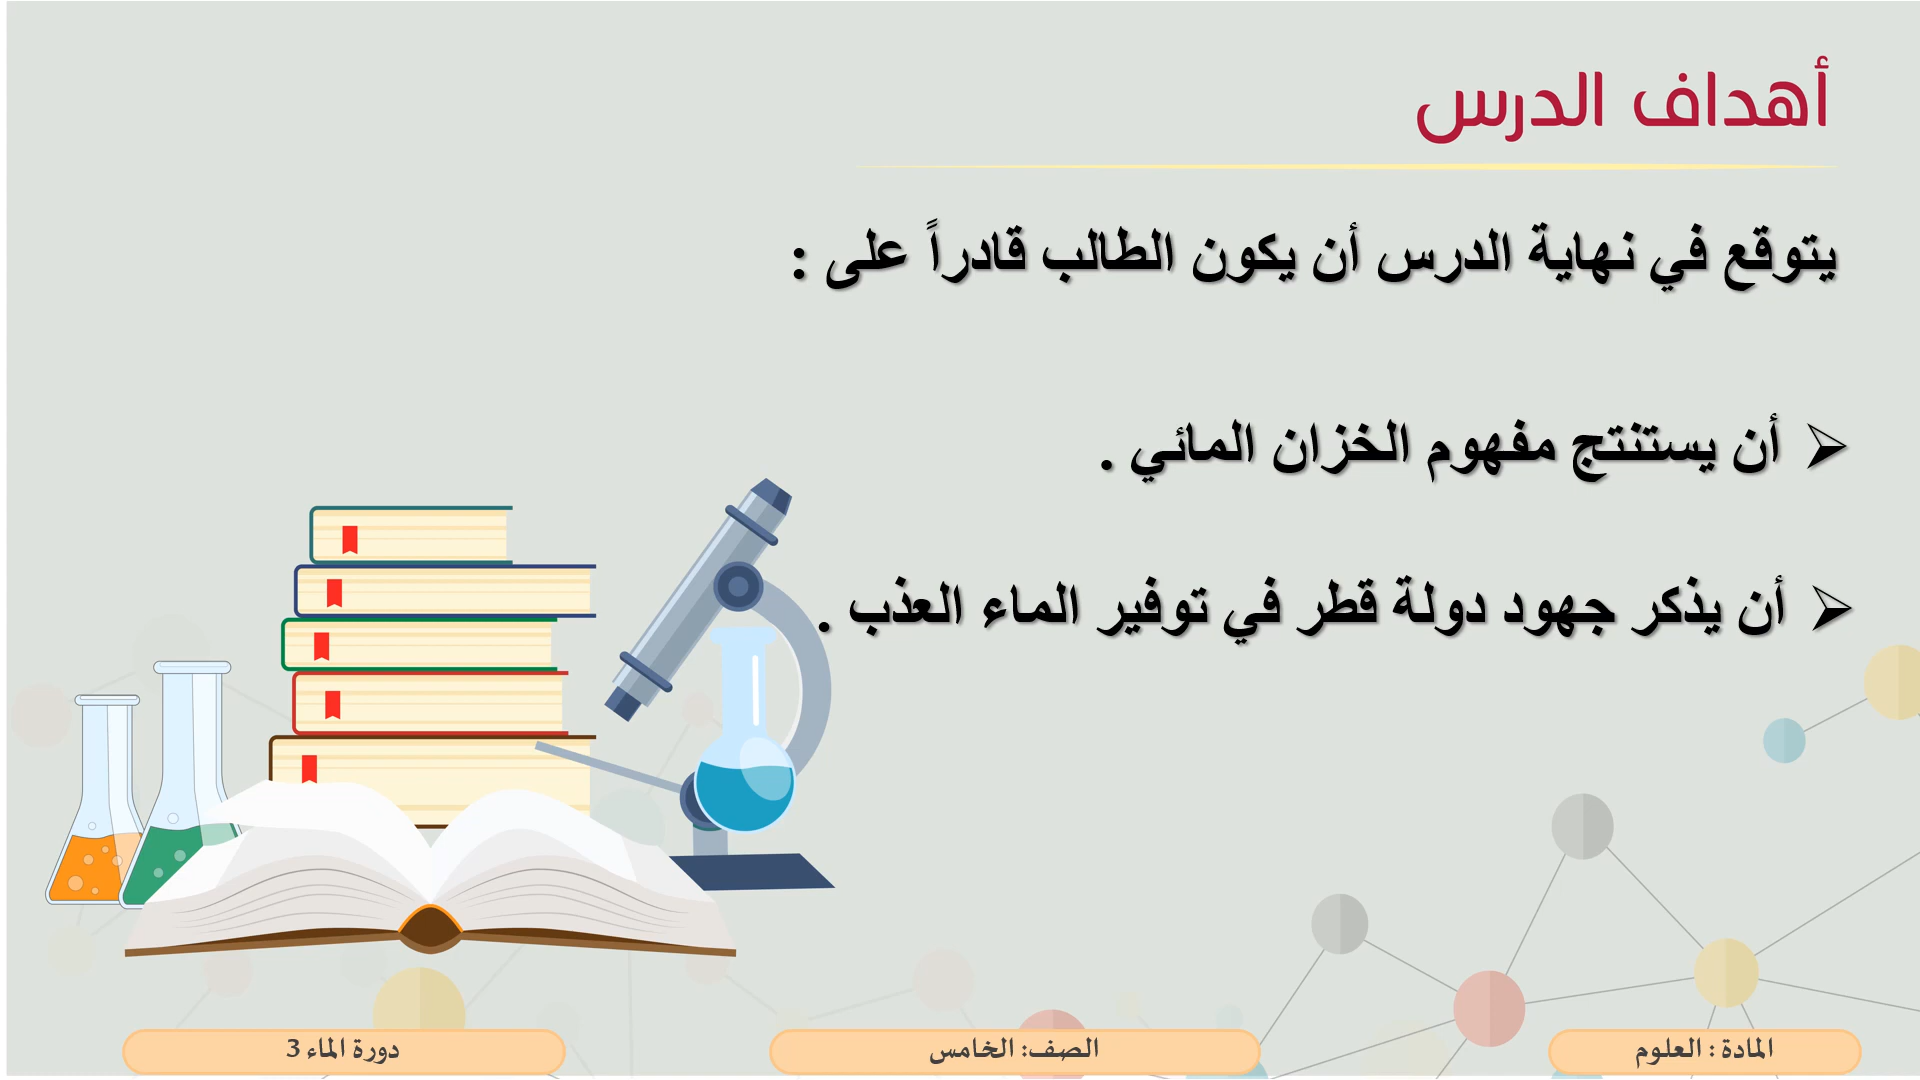 أهداف الدرس
يتوقع في نهاية الدرس أن يكون الطالب قادراً على :
أن يستنتج مفهوم الخزان المائي .
أن يذكر جهود دولة قطر في توفير الماء العذب .
المادة : العلوم
الصف: الخامس
دورة الماء 3